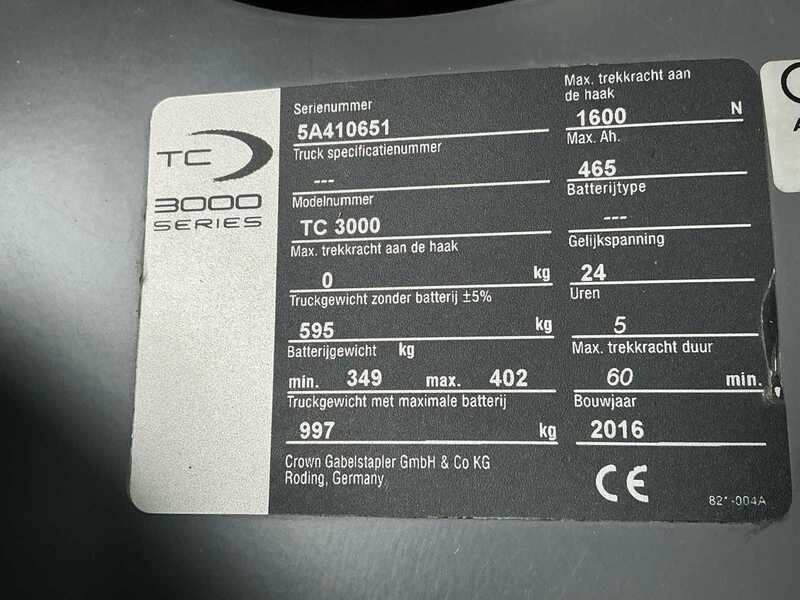 TC
3000
SERIES
Serienummer
5A410651
Truck specificatienummer
---
Modelnummer
TC 3000
Max. trekkracht aan de haak
0 kg
Truckgewicht zonder batterij ±5%
595 kg
Batterijgewicht kg
min. 349 max. 402
Truckgewicht met maximale batterij
997 kg
Crown Gabelstapler GmbH & Co KG
Roding, Germany
Max. trekkracht aan
de haak
1600 N
Max. Ah.
465
Batterijtype
---
Gelijkspanning
24
Uren
5
Max. trekkracht duur
60 min.
Bouwjaar
2016
CE